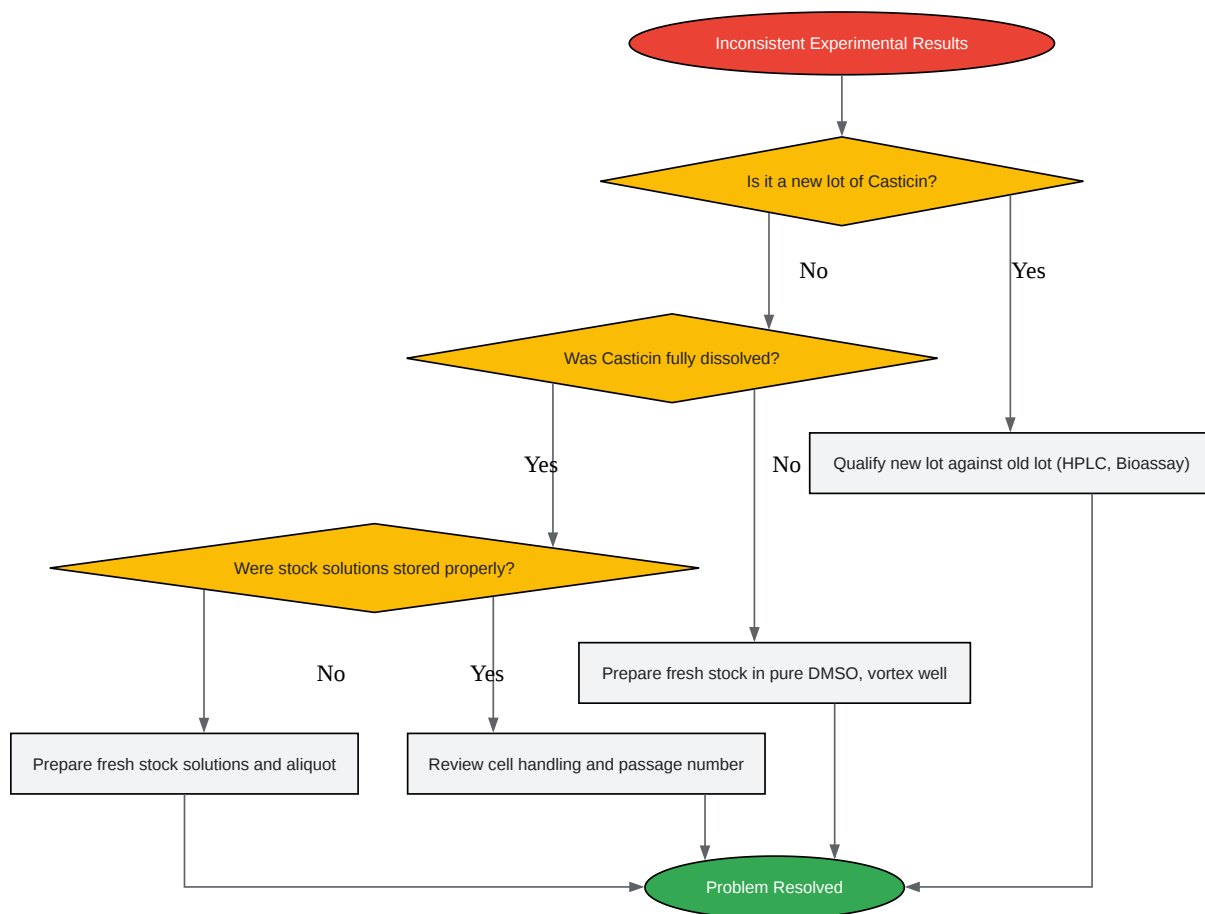 Inconsistent Experimental Results
Is it a new lot of Casticin?
No
Yes
Was Casticin fully dissolved?
Yes
No
Qualify new lot against old lot (HPLC, Bioassay)
Were stock solutions stored properly?
No
Yes
Prepare fresh stock in pure DMSO, vortex well
Prepare fresh stock solutions and aliquot
Review cell handling and passage number
Problem Resolved